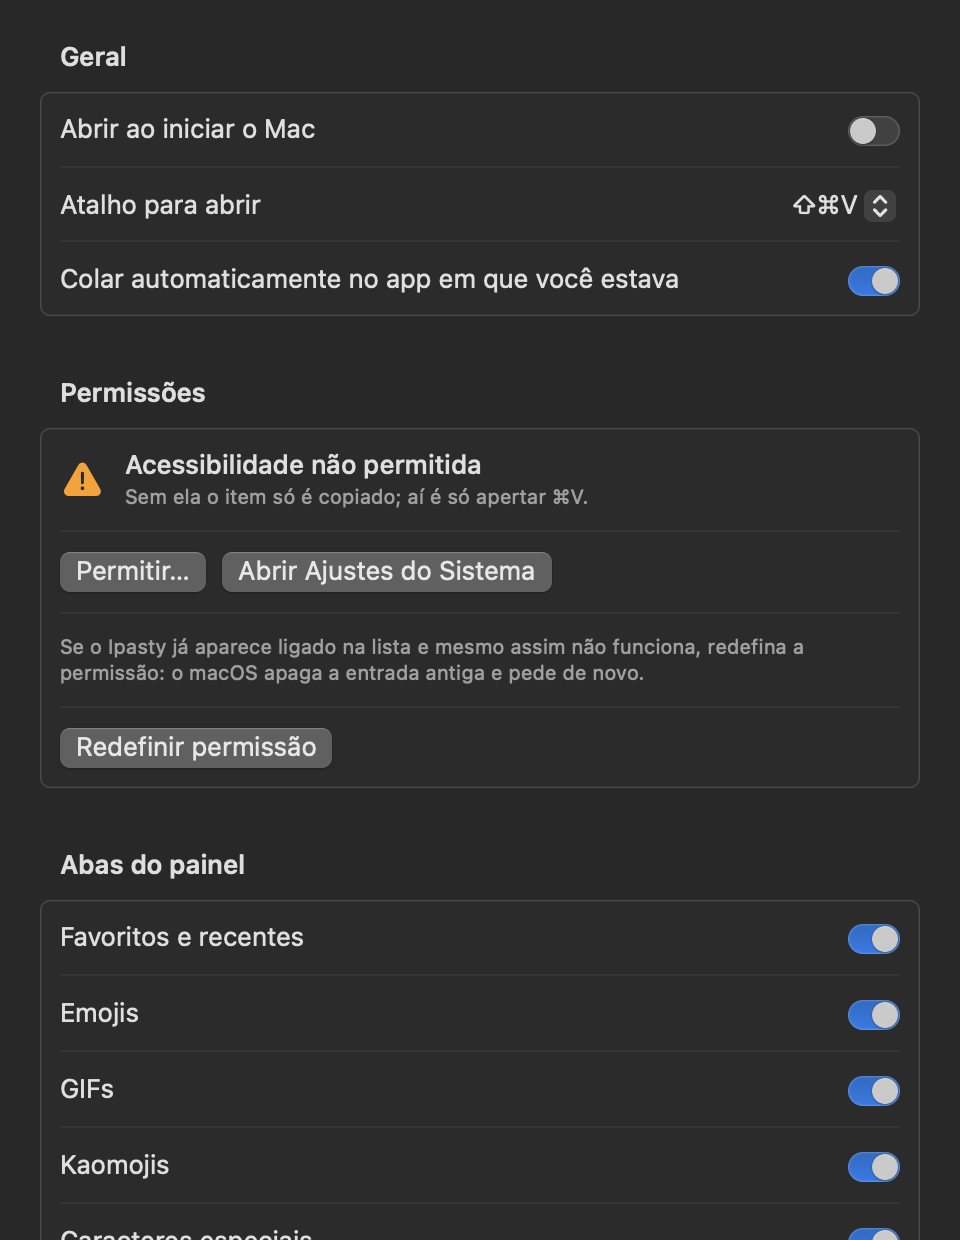 Geral
Abrir ao iniciar o Mac
Atalho para abrir
⇧⌘V
Colar automaticamente no app em que você estava
Permissões
Acessibilidade não permitida
Sem ela o item só é copiado; aí é só apertar ⌘V.
Permitir...
Abrir Ajustes do Sistema
Se o Ipasty já aparece ligado na lista e mesmo assim não funciona, redefina a
permissão: o macOS apaga a entrada antiga e pede de novo.
Redefinir permissão
Abas do painel
Favoritos e recentes
Emojis
GIFs
Kaomojis
Caracteres especiais